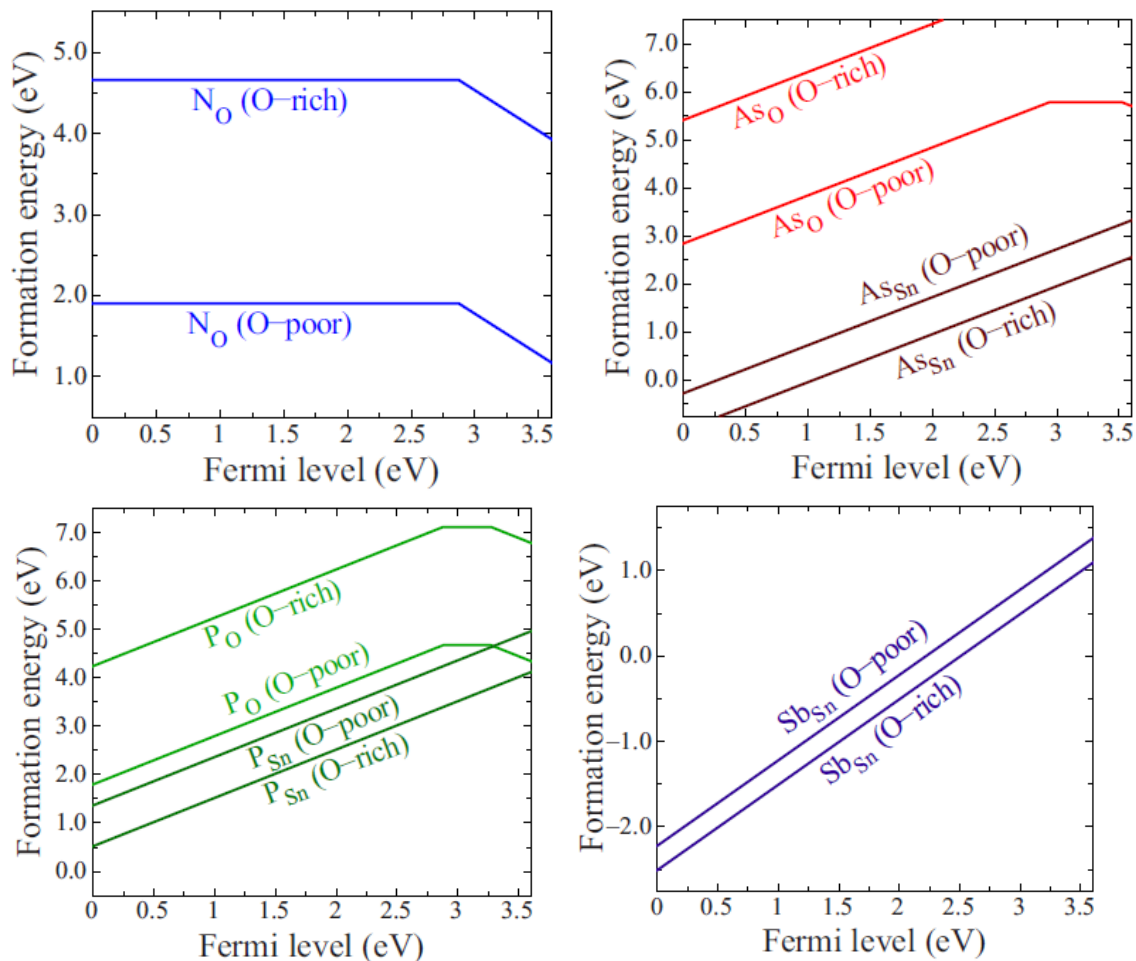 Formation energy (eV)
5.0
4.0
3.0
2.0
1.0
N_O (O−rich)
N_O (O−poor)
0 0.5 1 1.5 2 2.5 3 3.5
Fermi level (eV)
Formation energy (eV)
7.0
6.0
5.0
4.0
3.0
2.0
1.0
0.0
As_O (O−rich)
As_O (O−poor)
As_Sn (O−poor)
As_Sn (O−rich)
0 0.5 1 1.5 2 2.5 3 3.5
Fermi level (eV)
Formation energy (eV)
7.0
6.0
5.0
4.0
3.0
2.0
1.0
0.0
P_O (O−rich)
P_O (O−poor)
P_Sn (O−poor)
P_Sn (O−rich)
0 0.5 1 1.5 2 2.5 3 3.5
Fermi level (eV)
Formation energy (eV)
1.0
0.0
−1.0
−2.0
Sb_Sn (O−poor)
Sb_Sn (O−rich)
0 0.5 1 1.5 2 2.5 3 3.5
Fermi level (eV)